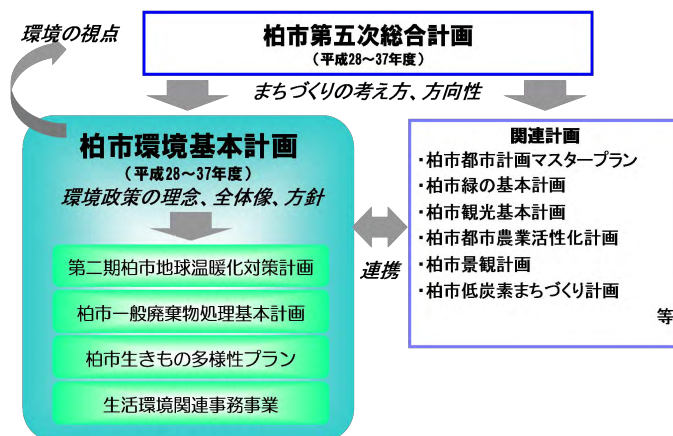 環境の視点
柏市第五次総合計画
(平成28~37年度)
まちづくりの考え方、方向性
柏市環境基本計画
(平成28~37年度)
環境政策の理念、全体像、方針
第二期柏市地球温暖化対策計画
柏市一般廃棄物処理基本計画
柏市生きもの多様性プラン
生活環境関連事務事業
連携
関連計画
・柏市都市計画マスタープラン
・柏市緑の基本計画
・柏市観光基本計画
・柏市都市農業活性化計画
・柏市景観計画
・柏市低炭素まちづくり計画
等